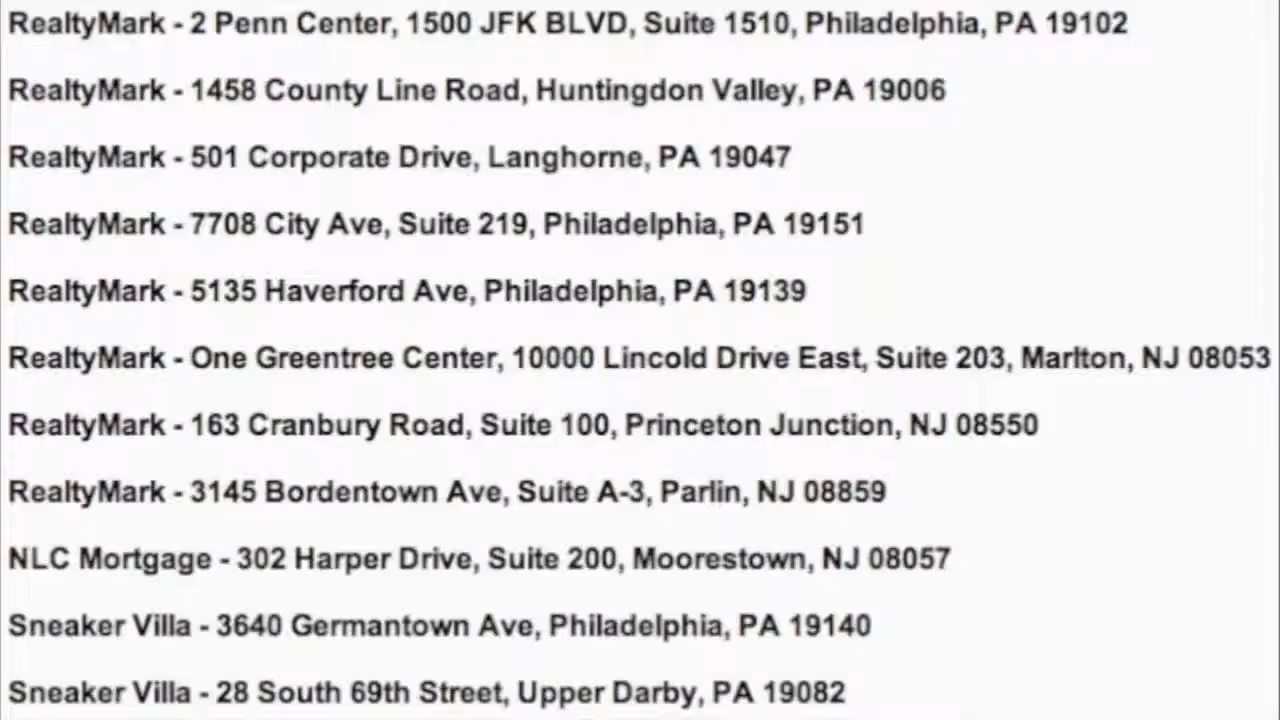 RealtyMark - 2 Penn Center, 1500 JFK BLVD, Suite 1510, Philadelphia, PA 19102
RealtyMark - 1458 County Line Road, Huntingdon Valley, PA 19006
RealtyMark - 501 Corporate Drive, Langhorne, PA 19047
RealtyMark - 7708 City Ave, Suite 219, Philadelphia, PA 19151
RealtyMark - 5135 Haverford Ave, Philadelphia, PA 19139
RealtyMark - One Greentree Center, 10000 Lincold Drive East, Suite 203, Marlton, NJ 08053
RealtyMark - 163 Cranbury Road, Suite 100, Princeton Junction, NJ 08550
RealtyMark - 3145 Bordentown Ave, Suite A-3, Parlin, NJ 08859
NLC Mortgage - 302 Harper Drive, Suite 200, Moorestown, NJ 08057
Sneaker Villa - 3640 Germantown Ave, Philadelphia, PA 19140
Sneaker Villa - 28 South 69th Street, Upper Darby, PA 19082